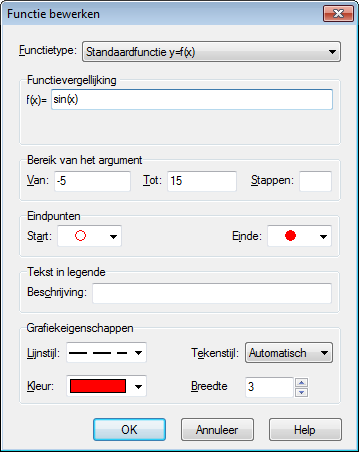 Functie bewerken
Functietype: Standaardfunctie y=f(x)
Functievergelijking
f(x)= sin(x)
Bereik van het argument
Van: -5 Tot: 15 Stappen:
Eindpunten
Start: Einde:
Tekst in legende
Beschrijving:
Grafiekeigenschappen
Lijnstijl: Tekenstijl: Automatisch
Kleur: Breedte 3
OK Annuleer Help